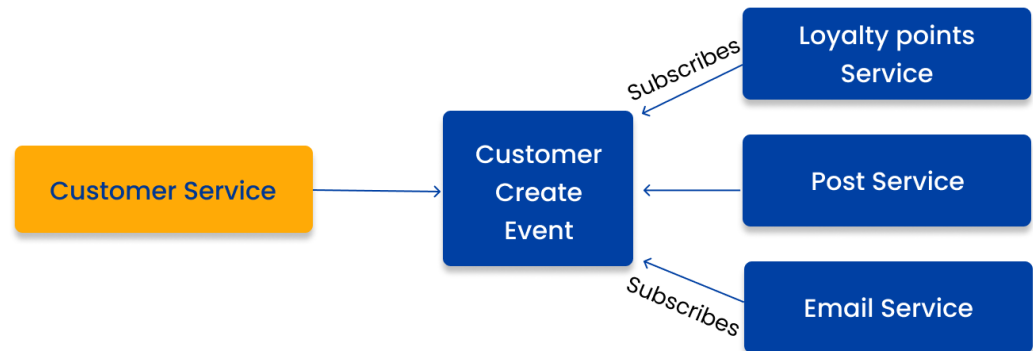 Customer Service
Customer
Create
Event
Subscribes
Loyalty points
Service
Post Service
Subscribes
Email Service